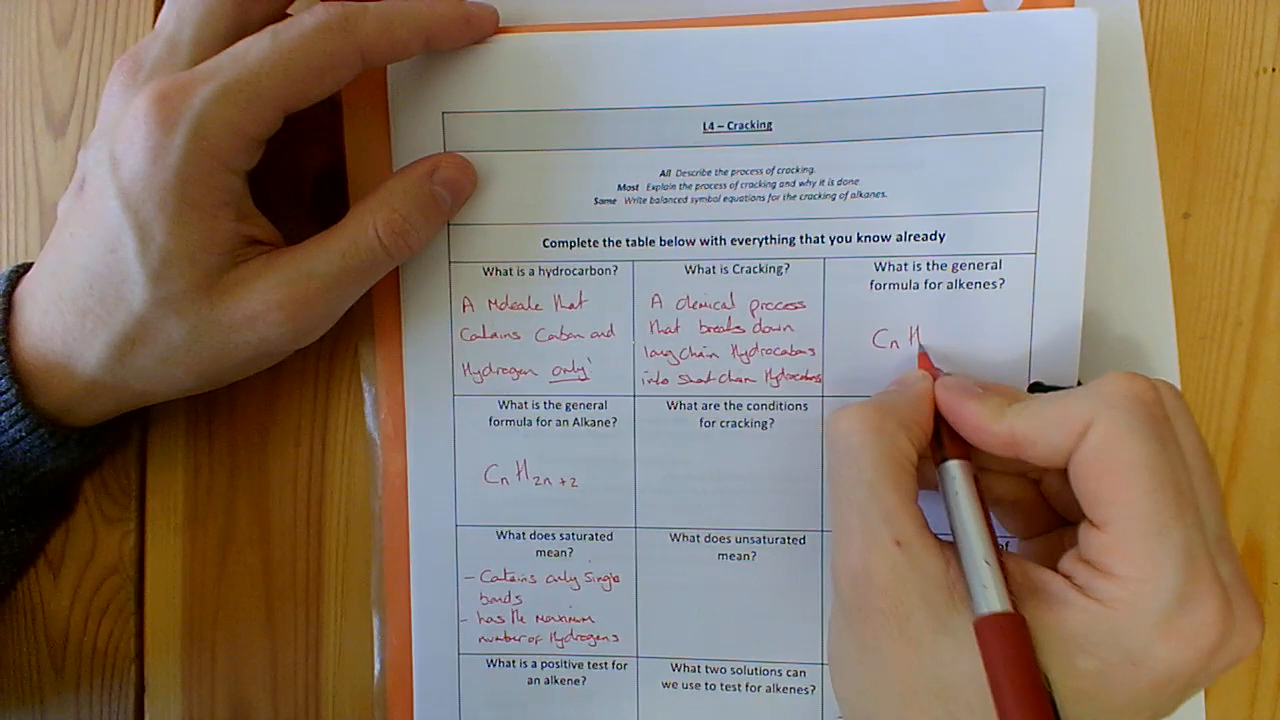 L4 – Cracking
All Describe the process of cracking.
Most Explain the process of cracking and why it is done
Some Write balanced symbol equations for the cracking of alkanes.
Complete the table below with everything that you know already
What is a hydrocarbon?
A Molecule that
Contains Carbon and
Hydrogen only
What is Cracking?
A chemical process
that breaks down
long chain Hydrocarbons
into short chain Hydrocarbons
What is the general
formula for alkenes?
Cn H
What is the general
formula for an Alkane?
Cn H2n+2
What are the conditions
for cracking?
What does saturated
mean?
- Contains only Single
bonds
- has the maximum
number of Hydrogens
What does unsaturated
mean?
of
What is a positive test for
an alkene?
What two solutions can
we use to test for alkenes?